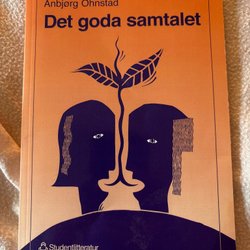 Anbjørg Ohnstad
Det goda samtalet
Studentlitteratur